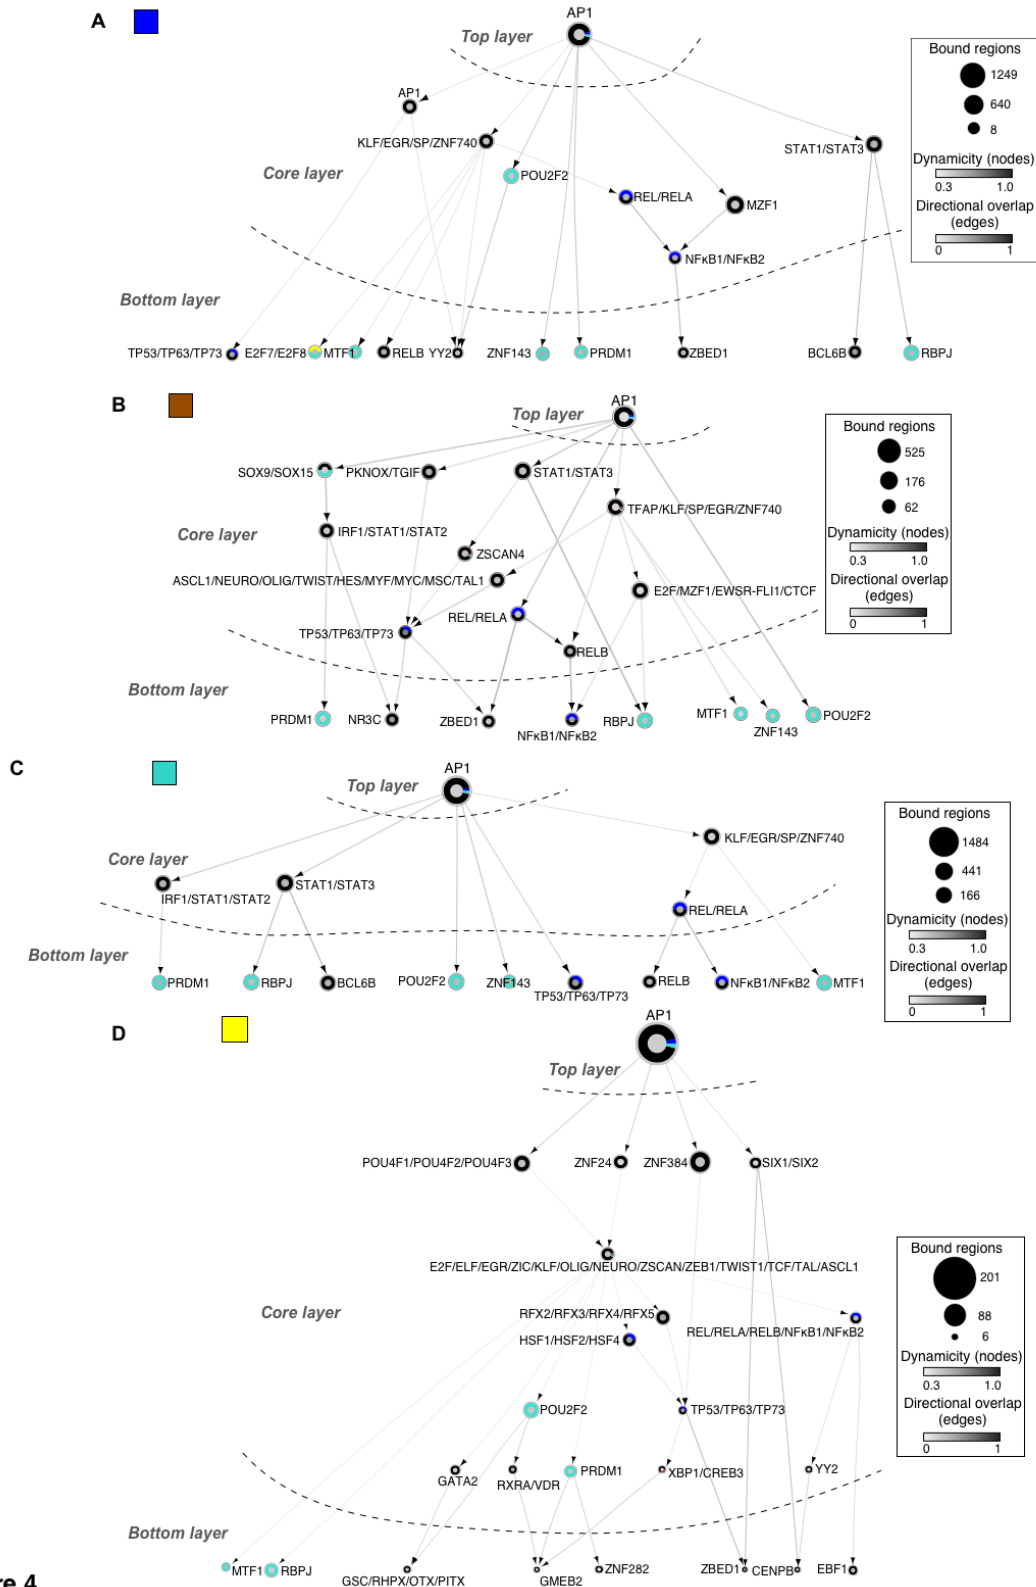 A
AP1
Top layer
Bound regions
1249
640
8
Dynamicity (nodes)
0.3 1.0
Directional overlap
(edges)
0 1
AP1
KLF/EGR/SP/ZNF740
STAT1/STAT3
Core layer
POU2F2
REL/RELA
MZF1
NFκB1/NFκB2
Bottom layer
TP53/TP63/TP73
E2F7/E2F8
MTF1
RELB
YY2
ZNF143
PRDM1
ZBED1
BCL6B
RBPJ
B
AP1
Top layer
Bound regions
525
176
62
Dynamicity (nodes)
0.3 1.0
Directional overlap
(edges)
0 1
SOX9/SOX15
PKNOX/TGIF
STAT1/STAT3
TFAP/KLF/SP/EGR/ZNF740
Core layer
IRF1/STAT1/STAT2
ZSCAN4
ASCL1/NEURO/OLIG/TWIST/HES/MYF/MYC/MSC/TAL1
E2F/MZF1/EWSR-FLI1/CTCF
REL/RELA
TP53/TP63/TP73
RELB
Bottom layer
PRDM1
NR3C
ZBED1
NFκB1/NFκB2
RBPJ
MTF1
ZNF143
POU2F2
C
AP1
Top layer
Bound regions
1484
441
166
Dynamicity (nodes)
0.3 1.0
Directional overlap
(edges)
0 1
KLF/EGR/SP/ZNF740
Core layer
IRF1/STAT1/STAT2
STAT1/STAT3
REL/RELA
Bottom layer
PRDM1
RBPJ
BCL6B
POU2F2
ZNF143
TP53/TP63/TP73
RELB
NFκB1/NFκB2
MTF1
D
AP1
Top layer
POU4F1/POU4F2/POU4F3
ZNF24
ZNF384
SIX1/SIX2
Bound regions
201
88
6
Dynamicity (nodes)
0.3 1.0
Directional overlap
(edges)
0 1
E2F/ELF/EGR/ZIC/KLF/OLIG/NEURO/ZSCAN/ZEB1/TWIST1/TCF/TAL/ASCL1
Core layer
RFX2/RFX3/RFX4/RFX5
HSF1/HSF2/HSF4
REL/RELA/RELB/NFκB1/NFκB2
POU2F2
TP53/TP63/TP73
GATA2
RXRA/VDR
PRDM1
XBP1/CREB3
YY2
Bottom layer
MTF1
RBPJ
GSC/RHPX/OTX/PITX
GMEB2
ZNF282
ZBED1
CENPB
EBF1
re 4